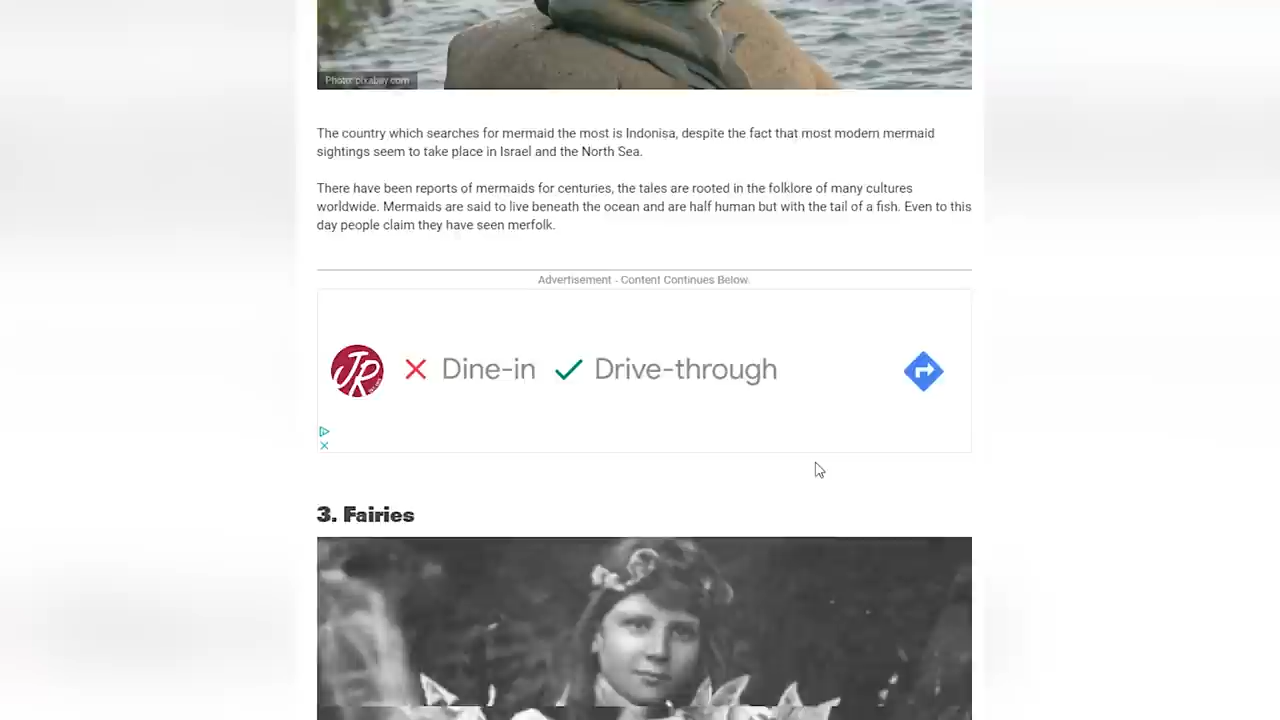 Photo: pixabay.com
The country which searches for mermaid the most is Indonisa, despite the fact that most modern mermaid
sightings seem to take place in Israel and the North Sea.
There have been reports of mermaids for centuries, the tales are rooted in the folklore of many cultures
worldwide. Mermaids are said to live beneath the ocean and are half human but with the tail of a fish. Even to this
day people claim they have seen merfolk.
Advertisement - Content Continues Below.
JR Dine-in Drive-through
3. Fairies